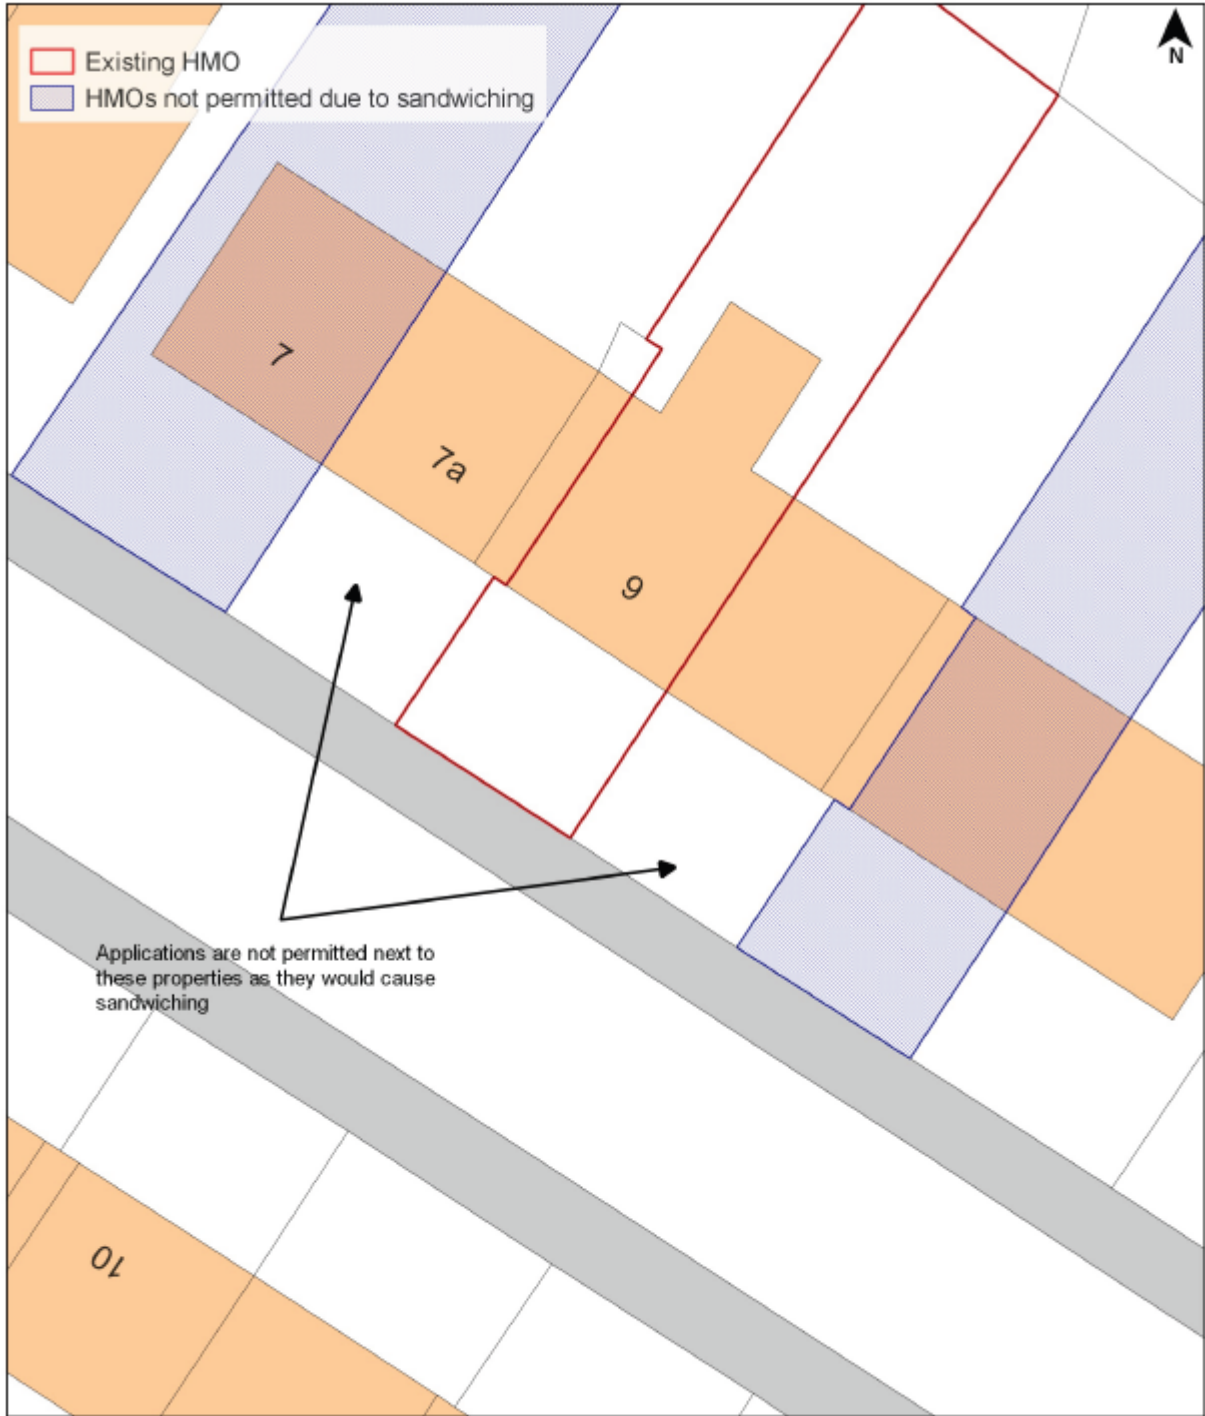 N
Existing HMO
HMOs not permitted due to sandwiching
7
7a
9
Applications are not permitted next to
these properties as they would cause
sandwiching
10